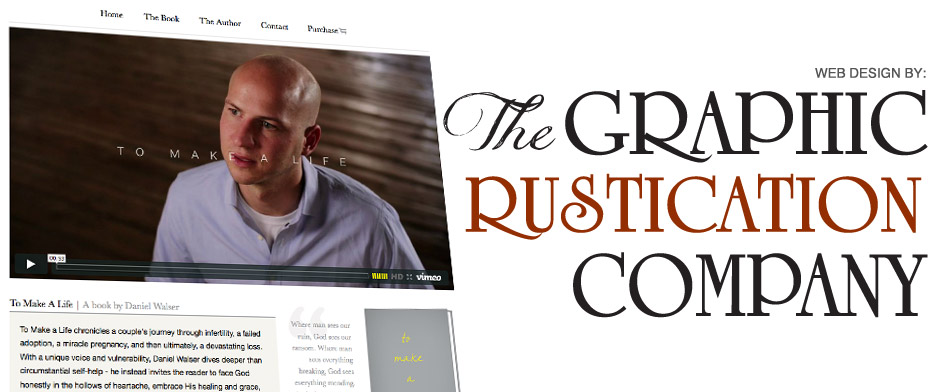 Home The Book The Author Contact Purchase
TO MAKE A LIFE
00:33
HD vimeo
To Make A Life | A book by Daniel Walser
To Make a Life chronicles a couple's journey through infertility, a failed
adoption, a miracle pregnancy, and then ultimately, a devastating loss.
With a unique voice and vulnerability, Daniel Walser dives deeper than
circumstantial self-help - he instead invites the reader to face God
honestly in the hollows of heartache, embrace His healing and grace,
Where man sees our
ruin, God sees our
ransom. Where man
sees everything
breaking, God sees
everything mending.
to
make
a
WEB DESIGN BY:
The GRAPHIC
RUSTICATION
COMPANY